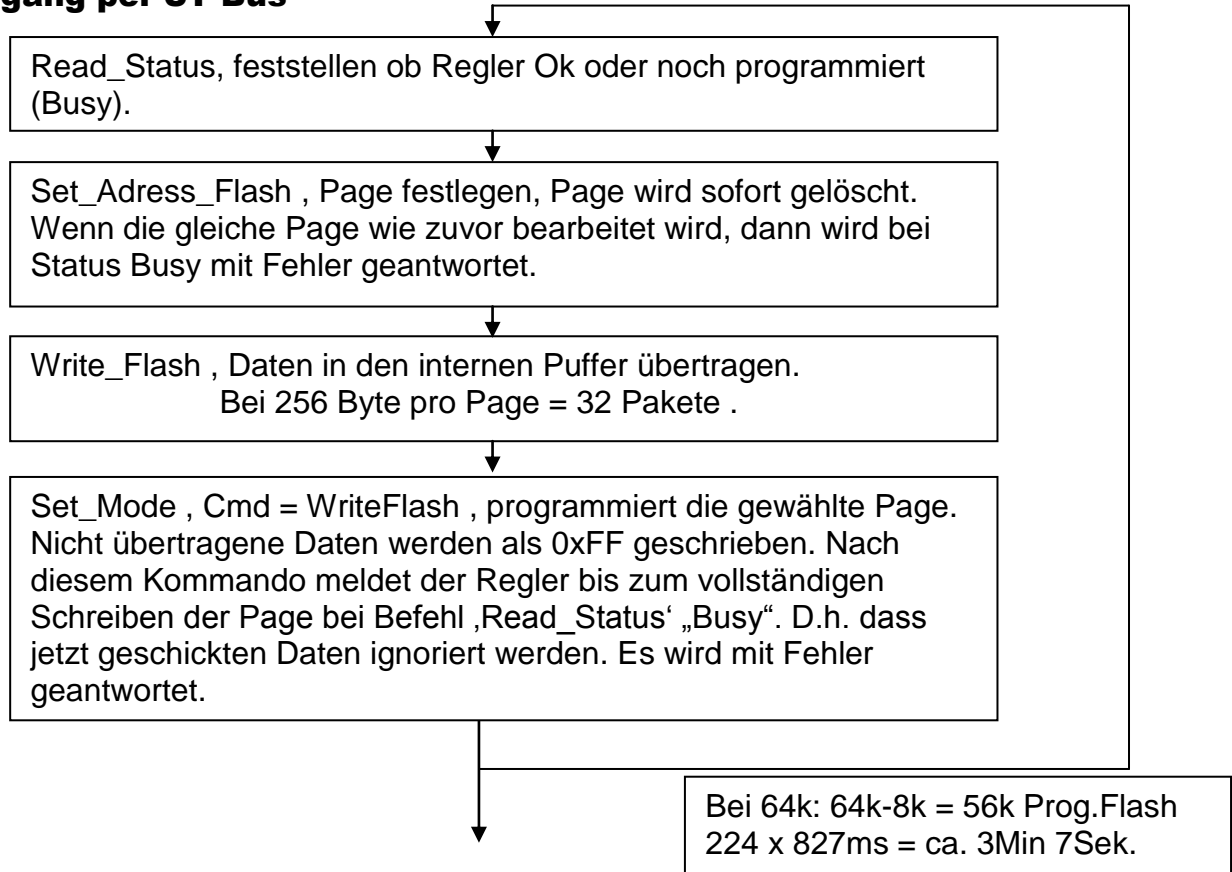 per
Read_Status, feststellen ob Regler Ok oder noch programmiert
(Busy).
Set_Adress_Flash , Page festlegen, Page wird sofort gelöscht.
Wenn die gleiche Page wie zuvor bearbeitet wird, dann wird bei
Status Busy mit Fehler geantwortet.
Write_Flash , Daten in den internen Puffer übertragen.
Bei 256 Byte pro Page = 32 Pakete .
Set_Mode , Cmd = WriteFlash , programmiert die gewählte Page.
Nicht übertragene Daten werden als 0xFF geschrieben. Nach
diesem Kommando meldet der Regler bis zum vollständigen
Schreiben der Page bei Befehl ‚Read_Status‘ „Busy“. D.h. dass
jetzt geschickten Daten ignoriert werden. Es wird mit Fehler
geantwortet.
Bei 64k: 64k-8k = 56k Prog.Flash
224 x 827ms = ca. 3Min 7Sek.